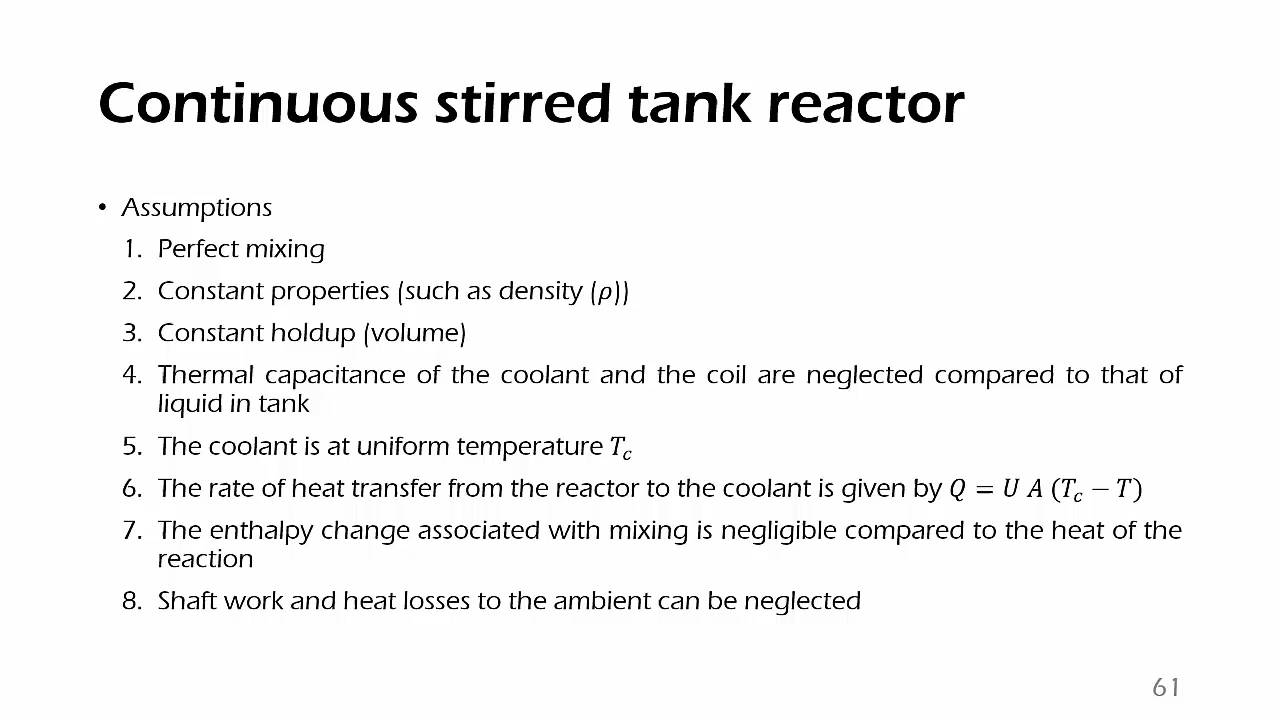 Continuous stirred tank reactor
• Assumptions
1. Perfect mixing
2. Constant properties (such as density (ρ))
3. Constant holdup (volume)
4. Thermal capacitance of the coolant and the coil are neglected compared to that of
liquid in tank
5. The coolant is at uniform temperature T_c
6. The rate of heat transfer from the reactor to the coolant is given by Q = U A (T_c − T)
7. The enthalpy change associated with mixing is negligible compared to the heat of the
reaction
8. Shaft work and heat losses to the ambient can be neglected
61